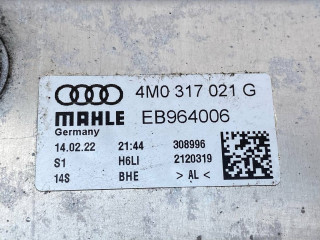 4M0 317 021 G
MAHLE EB964006
Germany
14.02.22 21:44 308996
S1 H6LI 2120319
14S BHE > AL <